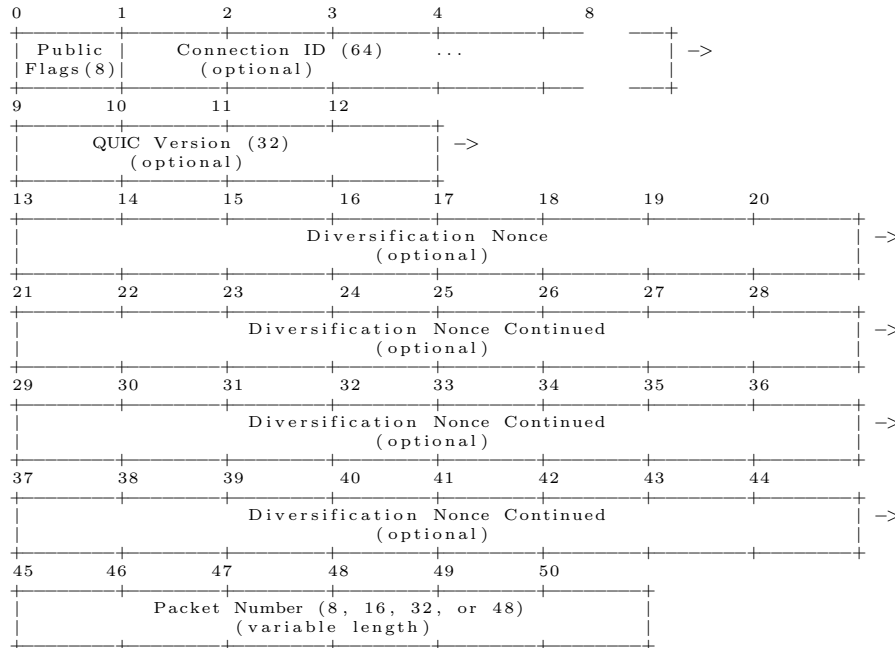 0 1 2 3 4 8
+--------+--------+--------+--------+--------+--- ---+
| Public | Connection ID (64) ... | ->
|Flags(8)| (optional) |
+--------+--------+--------+--------+--------+--- ---+
9 10 11 12
+--------+--------+--------+--------+
| QUIC Version (32) | ->
| (optional) |
+--------+--------+--------+--------+
13 14 15 16 17 18 19 20
+--------+--------+--------+--------+--------+--------+--------+--------+
| Diversification Nonce | ->
| (optional) |
+--------+--------+--------+--------+--------+--------+--------+--------+
21 22 23 24 25 26 27 28
+--------+--------+--------+--------+--------+--------+--------+--------+
| Diversification Nonce Continued | ->
| (optional) |
+--------+--------+--------+--------+--------+--------+--------+--------+
29 30 31 32 33 34 35 36
+--------+--------+--------+--------+--------+--------+--------+--------+
| Diversification Nonce Continued | ->
| (optional) |
+--------+--------+--------+--------+--------+--------+--------+--------+
37 38 39 40 41 42 43 44
+--------+--------+--------+--------+--------+--------+--------+--------+
| Diversification Nonce Continued | ->
| (optional) |
+--------+--------+--------+--------+--------+--------+--------+--------+
45 46 47 48 49 50
+--------+--------+--------+--------+--------+--------+
| Packet Number (8, 16, 32, or 48) |
| (variable length) |
+--------+--------+--------+--------+--------+--------+